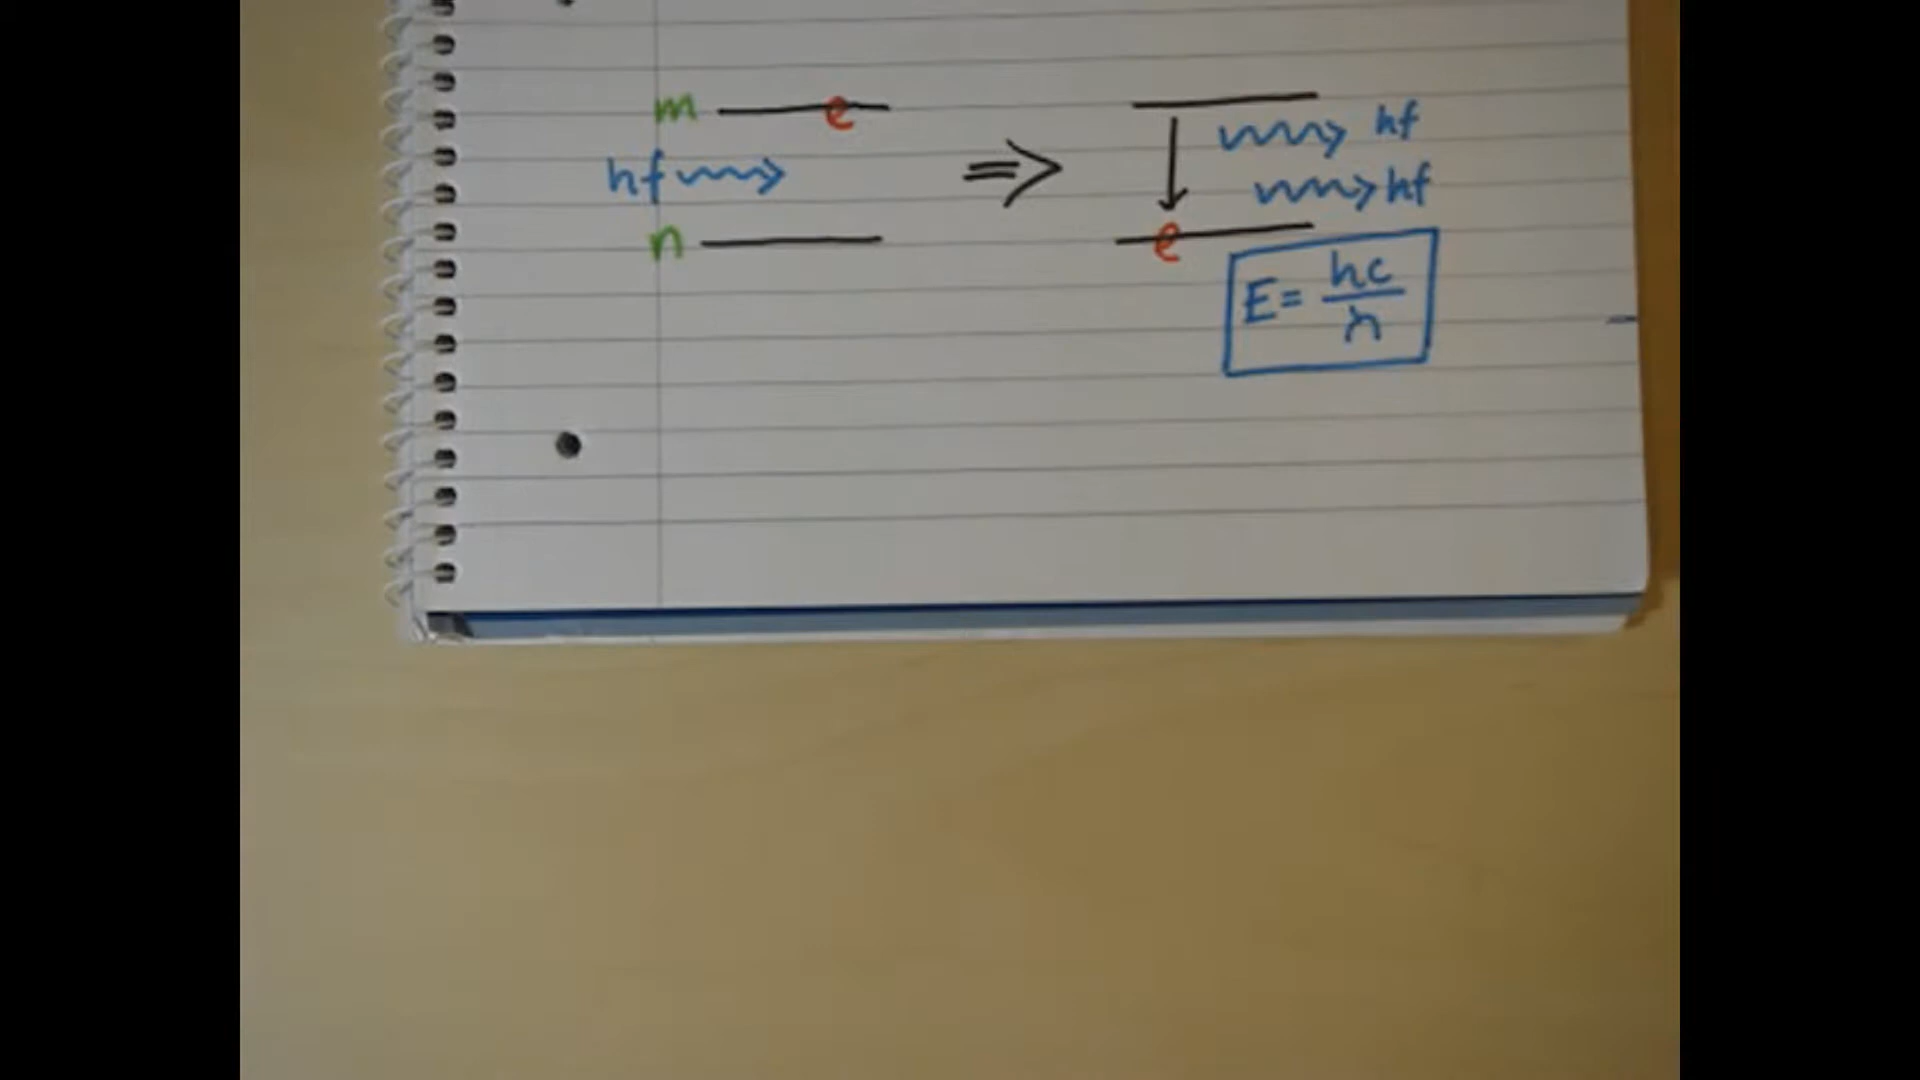 m e
hf hf
hf
n e
E = hc/λ